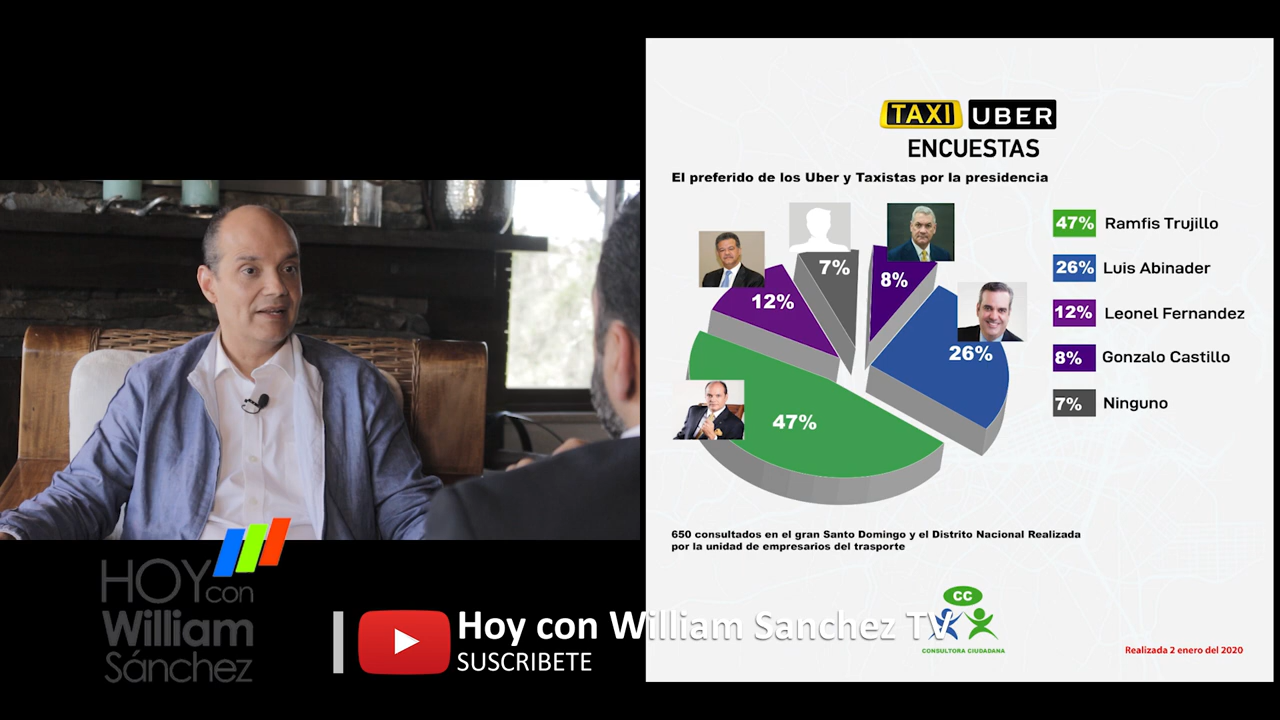 TAXI UBER
ENCUESTAS
El preferido de los Uber y Taxistas por la presidencia
47% Ramfis Trujillo
26% Luis Abinader
12% Leonel Fernandez
8% Gonzalo Castillo
7% Ninguno
7%
8%
12%
26%
47%
650 consultados en el gran Santo Domingo y el Distrito Nacional Realizada
por la unidad de empresarios del trasporte
HOY con
William
Sánchez
Hoy con William Sanchez TV
SUSCRIBETE
CC
CONSULTORA CIUDADANA
Realizada 2 enero del 2020